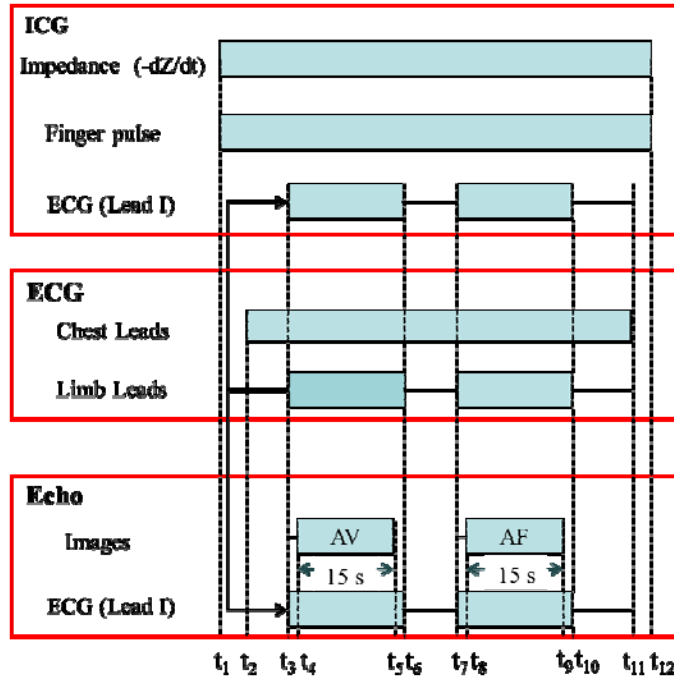 ICG
Impedance (-dZ/dt)
Finger pulse
ECG (Lead I)
ECG
Chest Leads
Limb Leads
Echo
Images
AV
AF
15 s
15 s
ECG (Lead I)
t₁ t₂ t₃ t₄ t₅ t₆ t₇ t₈ t₉ t₁₀ t₁₁ t₁₂